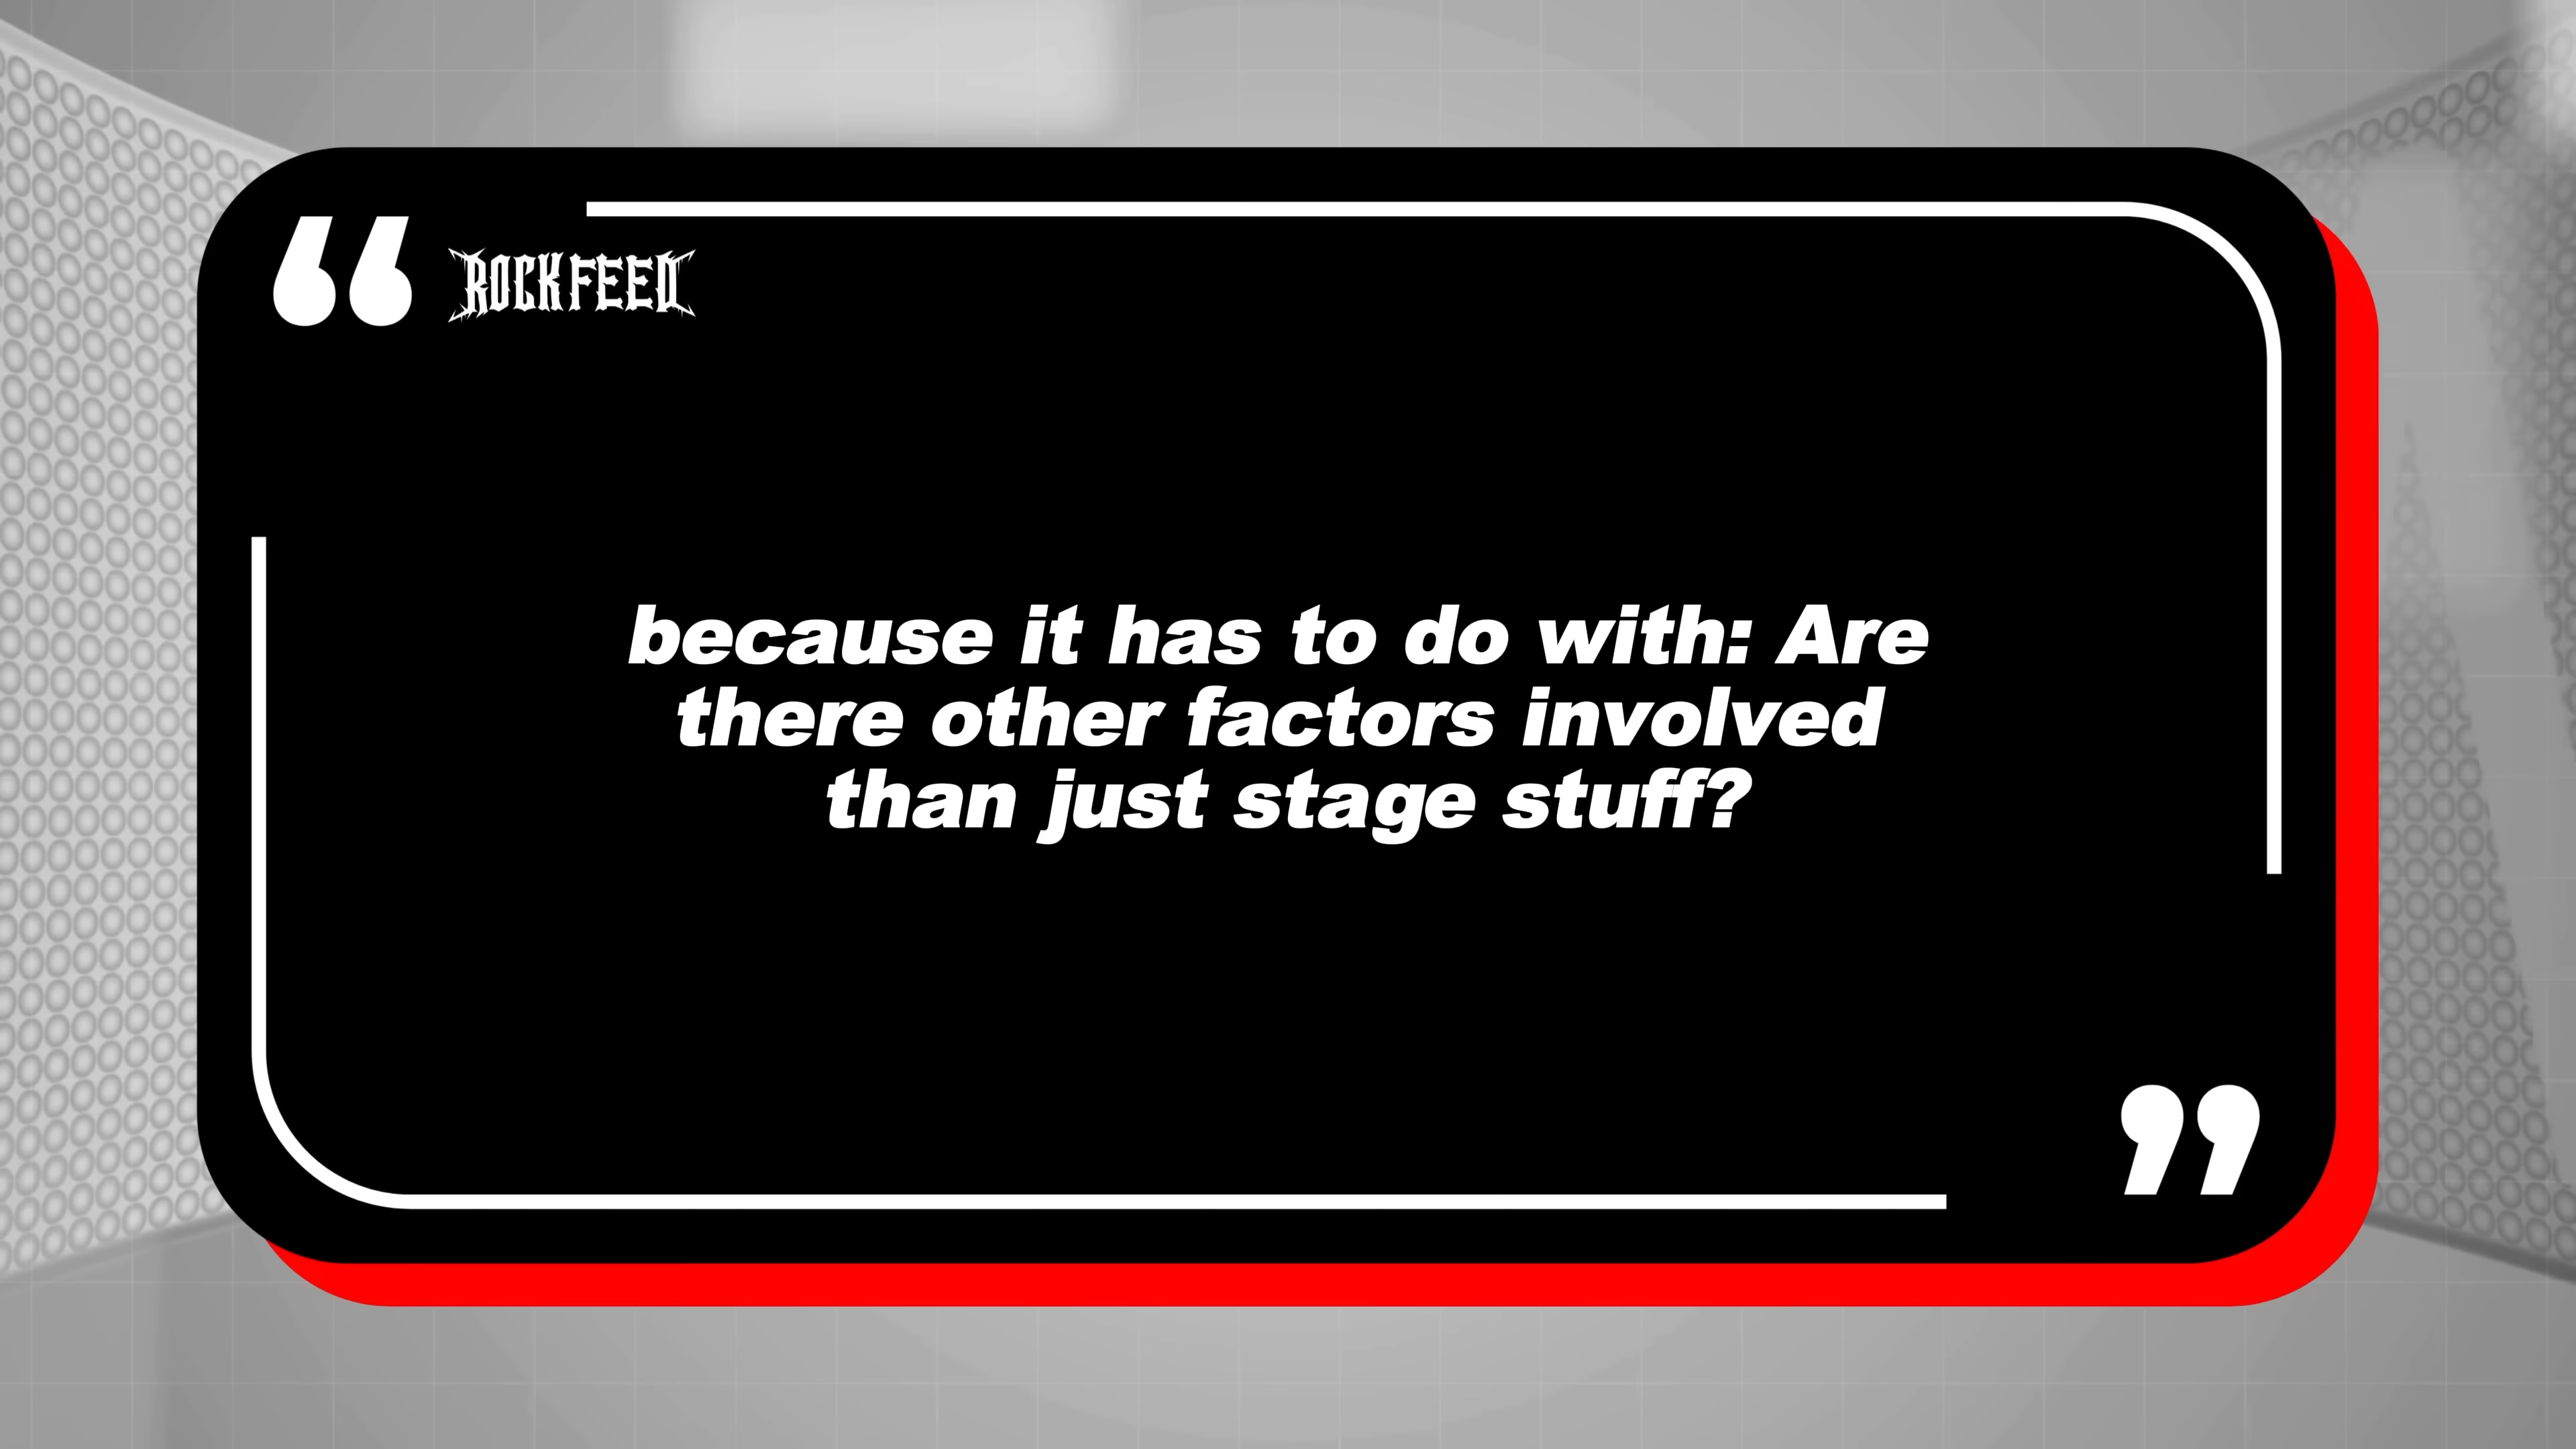 ROCKFEED
because it has to do with: Are
there other factors involved
than just stage stuff?